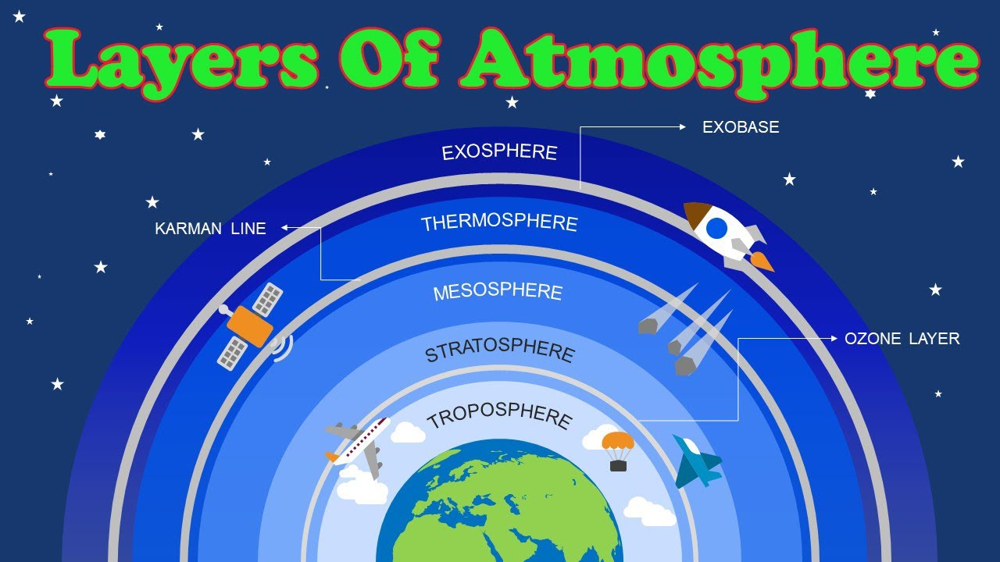 Layers Of Atmosphere
EXOBASE
EXOSPHERE
THERMOSPHERE
KARMAN LINE
MESOSPHERE
OZONE LAYER
STRATOSPHERE
TROPOSPHERE